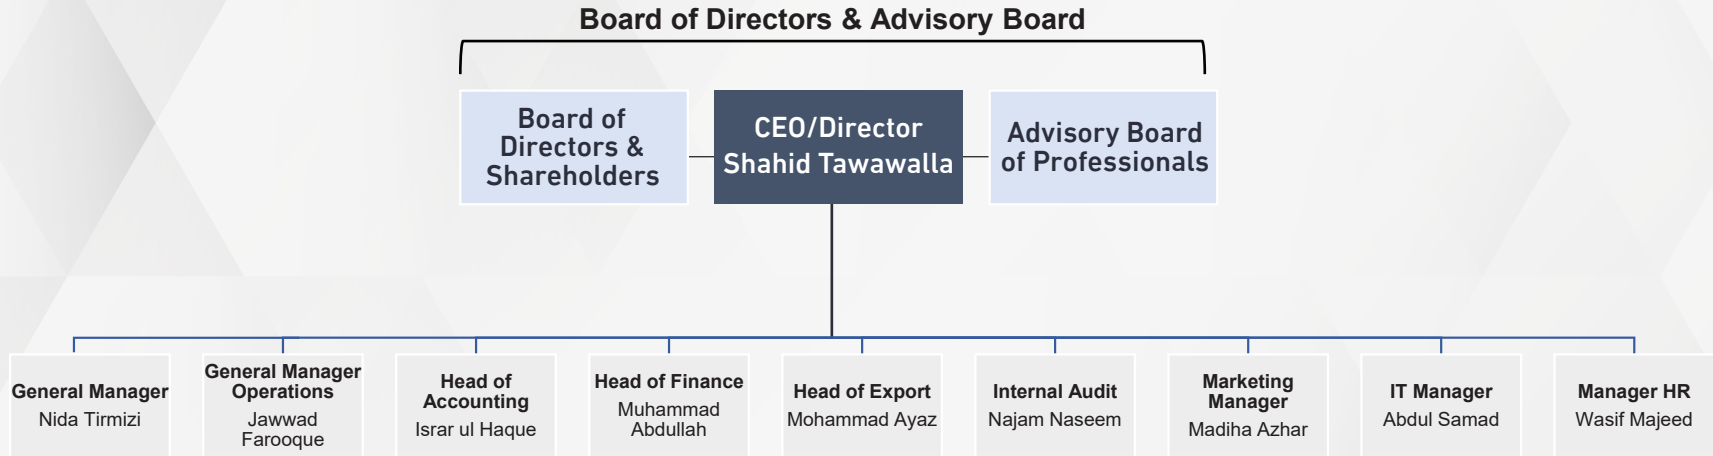 Board of Directors & Advisory Board
Board of
Directors &
Shareholders
CEO/Director
Shahid Tawawalla
Advisory Board
of Professionals
General Manager
Nida Tirmizi
General Manager
Operations
Jawwad
Farooque
Head of
Accounting
Israr ul Haque
Head of Finance
Muhammad
Abdullah
Head of Export
Mohammad Ayaz
Internal Audit
Najam Naseem
Marketing
Manager
Madiha Azhar
IT Manager
Abdul Samad
Manager HR
Wasif Majeed